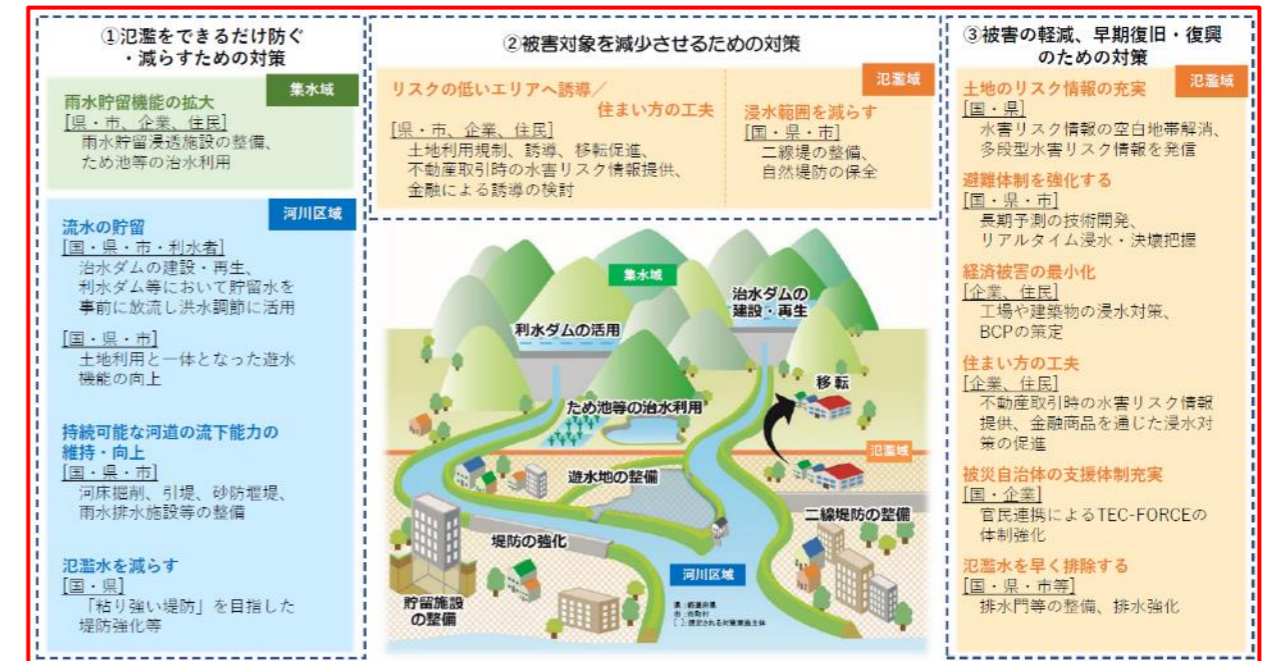 ①氾濫をできるだけ防ぐ
・減らすための対策
集水域
雨水貯留機能の拡大
[県・市、企業、住民]
雨水貯留浸透施設の整備、
ため池等の治水利用
河川区域
流水の貯留
[国・県・市・利水者]
治水ダムの建設・再生、
利水ダム等において貯留水を
事前に放流し洪水調節に活用
[国・県・市]
土地利用と一体となった遊水
機能の向上
持続可能な河道の流下能力の
維持・向上
[国・県・市]
河床掘削、引堤、砂防堰堤、
雨水排水施設等の整備
氾濫水を減らす
[国・県]
「粘り強い堤防」を目指した
堤防強化等
②被害対象を減少させるための対策
氾濫域
リスクの低いエリアへ誘導／
住まい方の工夫
[県・市、企業、住民]
土地利用規制、誘導、移転促進、
不動産取引時の水害リスク情報提供、
金融による誘導の検討
浸水範囲を減らす
[国・県・市]
二線堤の整備、
自然堤防の保全
集水域
治水ダムの
建設・再生
利水ダムの活用
移転
ため池等の治水利用
氾濫域
遊水地の整備
二線堤防の整備
堤防の強化
河川区域
貯留施設
の整備
県：都道府県
市：市町村
[ ]：想定される対策実施主体
③被害の軽減、早期復旧・復興
のための対策
氾濫域
土地のリスク情報の充実
[国・県]
水害リスク情報の空白地帯解消、
多段型水害リスク情報を発信
避難体制を強化する
[国・県・市]
長期予測の技術開発、
リアルタイム浸水・決壊把握
経済被害の最小化
[企業、住民]
工場や建築物の浸水対策、
BCPの策定
住まい方の工夫
[企業、住民]
不動産取引時の水害リスク情報
提供、金融商品を通じた浸水対
策の促進
被災自治体の支援体制充実
[国・企業]
官民連携によるTEC-FORCEの
体制強化
氾濫水を早く排除する
[国・県・市等]
排水門等の整備、排水強化